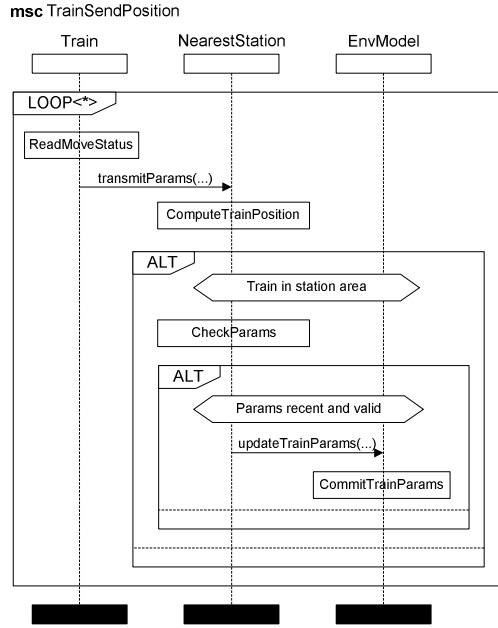 msc TrainSendPosition
Train NearestStation EnvModel
LOOP<*>
ReadMoveStatus
transmitParams(...)
ComputeTrainPosition
ALT
Train in station area
CheckParams
ALT
Params recent and valid
updateTrainParams(...)
CommitTrainParams